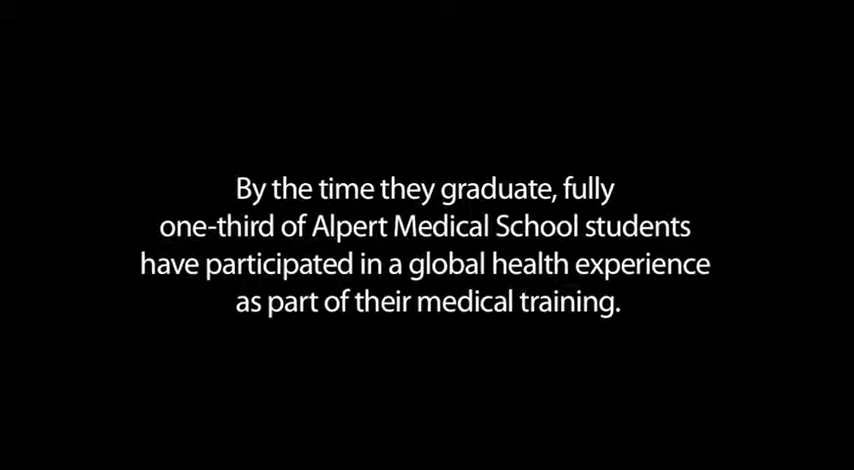 By the time they graduate, fully
one-third of Alpert Medical School students
have participated in a global health experience
as part of their medical training.